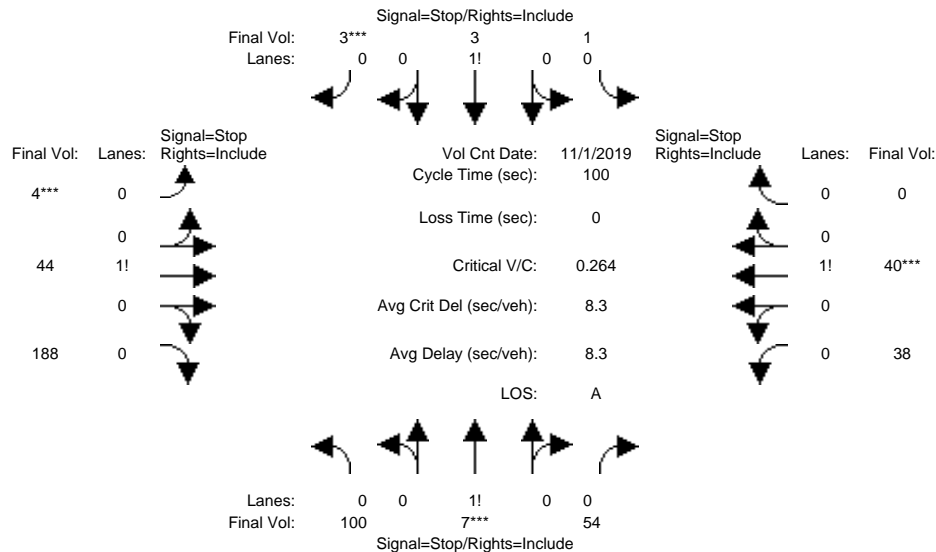 Signal=Stop/Rights=Include
Final Vol: 3*** 3 1
Lanes: 0 0 1! 0 0
Signal=Stop Signal=Stop
Final Vol: Lanes: Rights=Include Vol Cnt Date: 11/1/2019 Rights=Include Lanes: Final Vol:
Cycle Time (sec): 100
4*** 0 0 0
Loss Time (sec): 0
0 0
44 1! Critical V/C: 0.264 1! 40***
0 Avg Crit Del (sec/veh): 8.3 0
188 0 Avg Delay (sec/veh): 8.3 0 38
LOS: A
Lanes: 0 0 1! 0 0
Final Vol: 100 7*** 54
Signal=Stop/Rights=Include